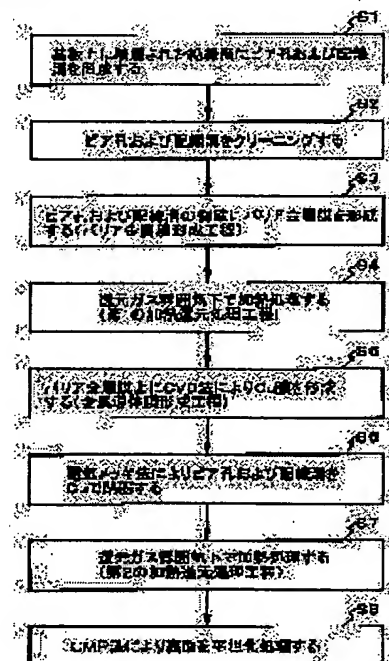 S1
基板上に積層された絶縁層にビア孔および配線
溝を形成する
S2
ビア孔および配線溝をクリーニングする
S3
ビア孔および配線溝の側底にバリア金属膜を形成
する(バリア金属膜形成工程)
S4
還元ガス雰囲気下で加熱処理する
(第1の加熱還元処理工程)
S5
バリア金属膜上にCVD法によりCu膜を形成
する(金属導体膜形成工程)
S6
電気メッキ法によりビア孔および配線溝を
Cuで閉塞する
S7
還元ガス雰囲気下で加熱処理する
(第2の加熱還元処理工程)
S8
CMP法により表面を平坦化処理する